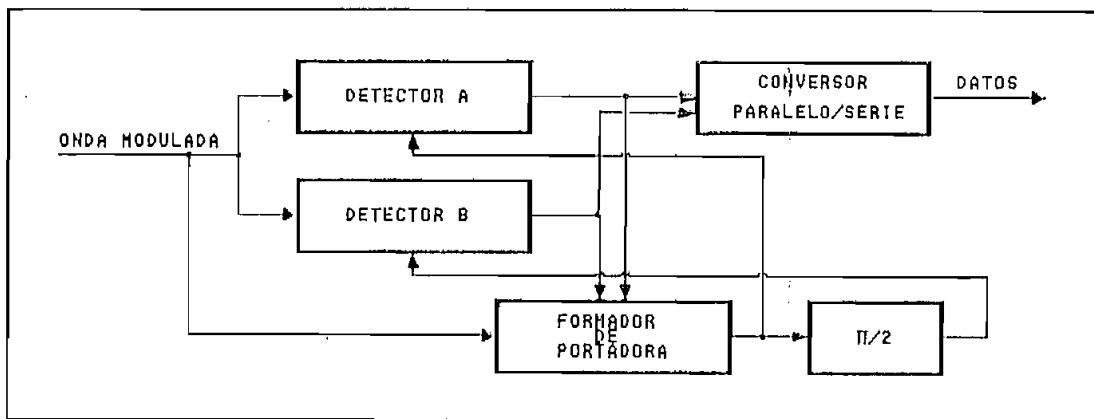 DETECTOR A
CONVERSOR
PARALELO/SERIE
DATOS
ONDA MODULADA
DETECTOR B
FORMADOR
DE
PORTADORA
π/2